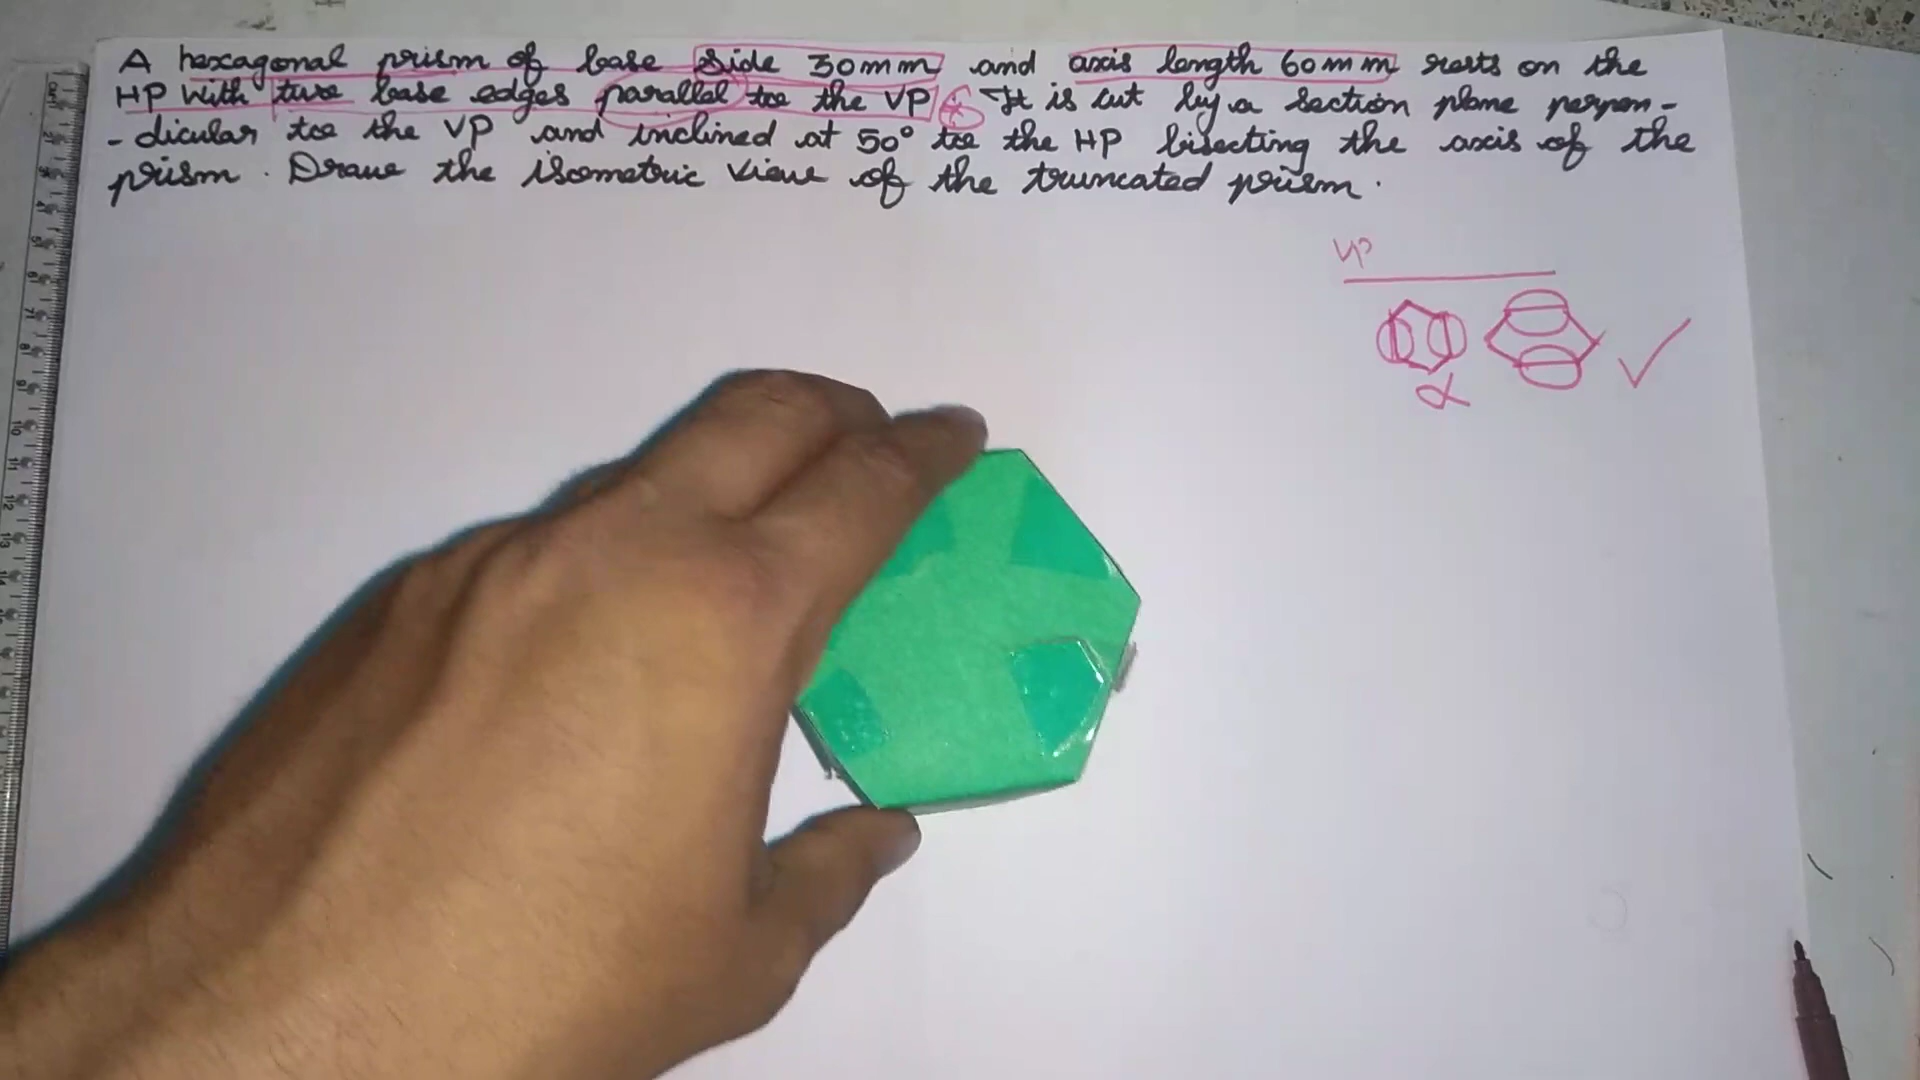 A hexagonal prism of base side 30mm and axis length 60mm rests on the
HP with two base edges parallel to the VP. It is cut by a section plane perpen-
-dicular to the VP and inclined at 50° to the HP bisecting the axis of the
prism. Draw the isometric view of the truncated prism.
VP